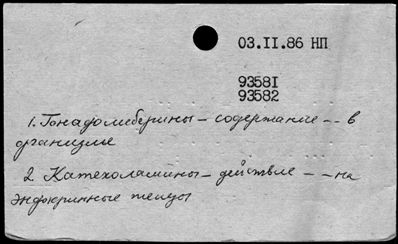 03.II.86 НП
93581
93582
1. Гонадолиберины – содержание -- в
организме
2. Катехоламины – действие -- на
эндокринные железы